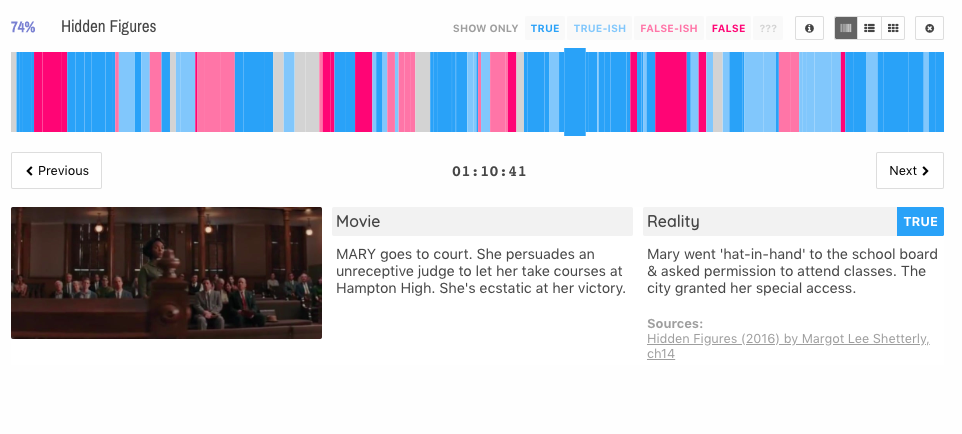 74% Hidden Figures SHOW ONLY TRUE TRUE-ISH FALSE-ISH FALSE ???
Previous 01:10:41 Next
Movie
MARY goes to court. She persuades an
unreceptive judge to let her take courses at
Hampton High. She's ecstatic at her victory.
Reality TRUE
Mary went 'hat-in-hand' to the school board
& asked permission to attend classes. The
city granted her special access.
Sources:
Hidden Figures (2016) by Margot Lee Shetterly,
ch14